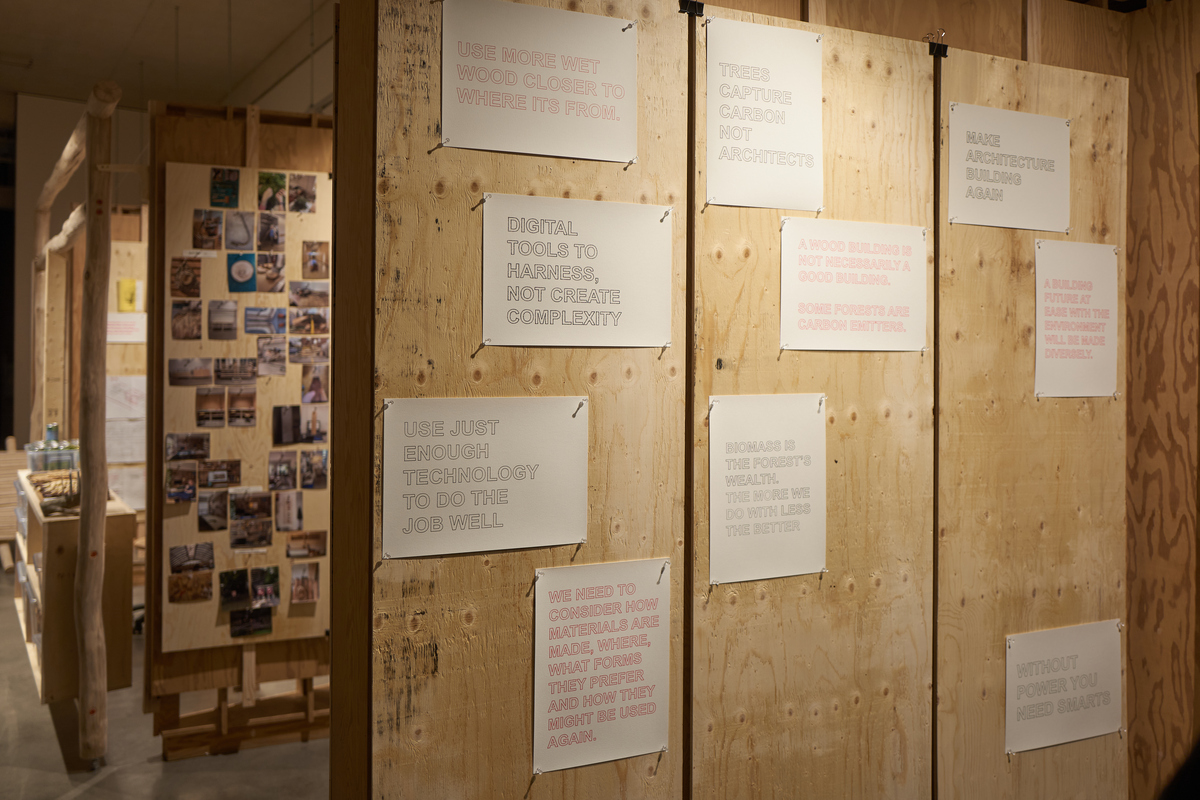 USE MORE WET
WOOD CLOSER TO
WHERE ITS FROM.
DIGITAL
TOOLS TO
HARNESS,
NOT CREATE
COMPLEXITY
USE JUST
ENOUGH
TECHNOLOGY
TO DO THE
JOB WELL
WE NEED TO
CONSIDER HOW
MATERIALS ARE
MADE, WHERE,
WHAT FORMS
THEY PREFER
AND HOW THEY
MIGHT BE USED
AGAIN.
TREES
CAPTURE
CARBON
NOT
ARCHITECTS
A WOOD BUILDING IS
NOT NECESSARILY A
GOOD BUILDING.
SOME FORESTS ARE
CARBON EMITTERS.
BIOMASS IS
THE FOREST'S
WEALTH.
THE MORE WE
DO WITH LESS
THE BETTER
MAKE
ARCHITECTURE
BUILDING
AGAIN
A BUILDING
FUTURE AT
EASE WITH THE
ENVIRONMENT
WILL BE MADE
DIVERSELY.
WITHOUT
POWER YOU
NEED SMARTS